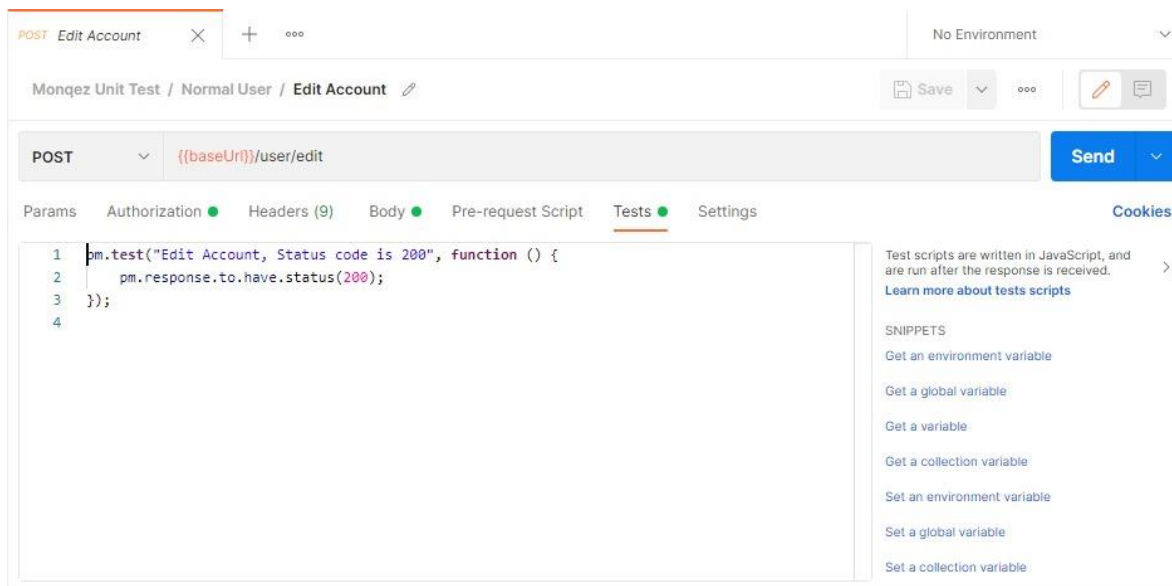 POST Edit Account
No Environment
Monqez Unit Test / Normal User / Edit Account
Save
POST {{baseUrl}}/user/edit
Send
Params Authorization Headers (9) Body Pre-request Script Tests Settings Cookies
1 pm.test("Edit Account, Status code is 200", function () {
2 pm.response.to.have.status(200);
3 });
4
Test scripts are written in JavaScript, and
are run after the response is received.
Learn more about tests scripts
SNIPPETS
Get an environment variable
Get a global variable
Get a variable
Get a collection variable
Set an environment variable
Set a global variable
Set a collection variable